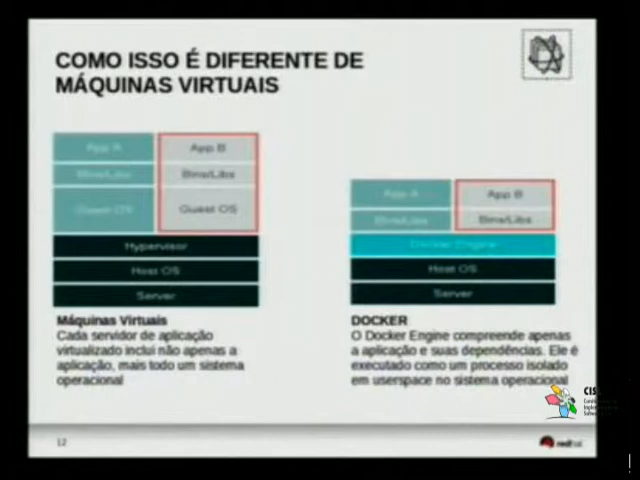 COMO ISSO É DIFERENTE DE
MÁQUINAS VIRTUAIS
App A
App B
Bins/Libs
Bins/Libs
Guest OS
Guest OS
Hypervisor
Host OS
Server
Máquinas Virtuais
Cada servidor de aplicação
virtualizado inclui não apenas a
aplicação, mais todo um sistema
operacional
App A
App B
Bins/Libs
Bins/Libs
Docker Engine
Host OS
Server
DOCKER
O Docker Engine compreende apenas
a aplicação e suas dependências. Ele é
executado como um processo isolado
em userspace no sistema operacional
CIS
12
redhat